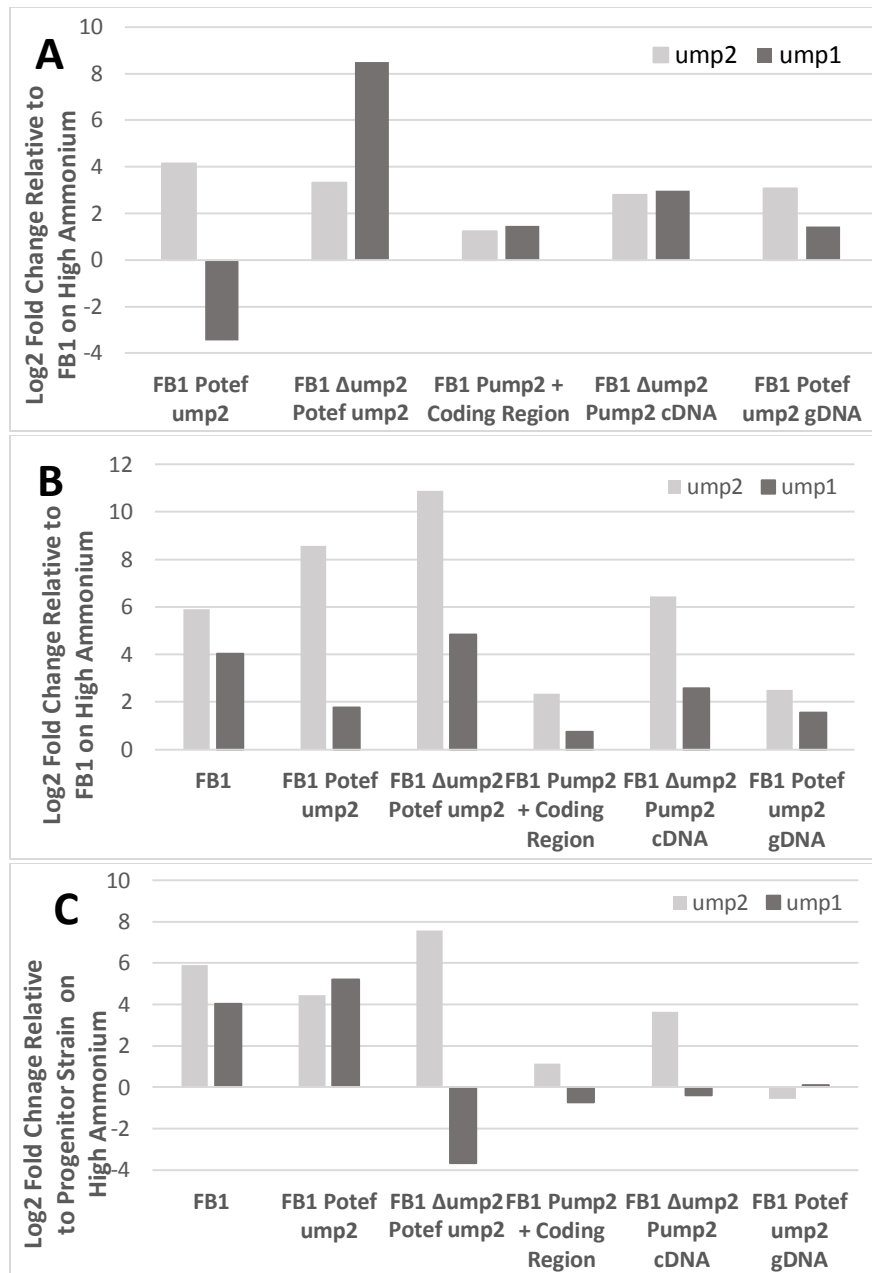 A
Log2 Fold Change Relative to
FB1 on High Ammonium
ump2 ump1
10
8
6
4
2
0
-2
-4
FB1 Potef
ump2
FB1 Δump2
Potef ump2
FB1 Pump2 +
Coding Region
FB1 Δump2
Pump2 cDNA
FB1 Potef
ump2 gDNA
B
Log2 Fold Change Relative to
FB1 on High Ammonium
ump2 ump1
12
10
8
6
4
2
0
FB1
FB1 Potef
ump2
FB1 Δump2
Potef ump2
FB1 Pump2
+ Coding
Region
FB1 Δump2
Pump2
cDNA
FB1 Potef
ump2
gDNA
C
Log2 Fold Chnage Relative
to Progenitor Strain on
High Ammonium
ump2 ump1
10
8
6
4
2
0
-2
-4
FB1
FB1 Potef
ump2
FB1 Δump2
Potef ump2
FB1 Pump2
+ Coding
Region
FB1 Δump2
Pump2
cDNA
FB1 Potef
ump2
gDNA